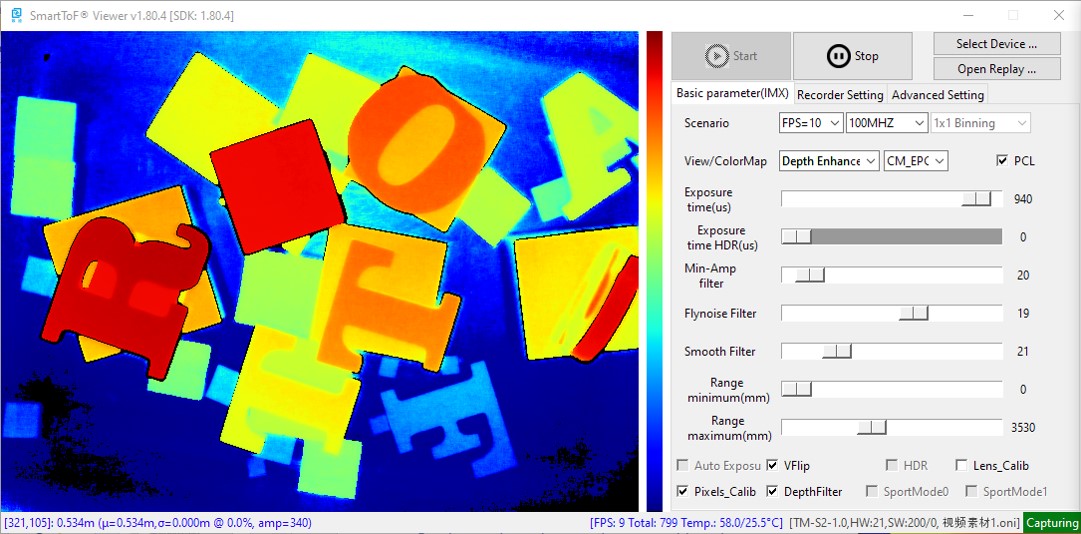 SmartToF® Viewer v1.80.4 [SDK: 1.80.4]
Start
Stop
Select Device ...
Open Replay ...
Basic parameter(IMX)
Recorder Setting
Advanced Setting
Scenario
FPS=10
100MHZ
1x1 Binning
View/ColorMap
Depth Enhance
CM_EPC
PCL
Exposure
time(us)
940
Exposure
time HDR(us)
0
Min-Amp
filter
20
Flynoise Filter
19
Smooth Filter
21
Range
minimum(mm)
0
Range
maximum(mm)
3530
Auto Exposu
VFlip
HDR
Lens_Calib
Pixels_Calib
DepthFilter
SportMode0
SportMode1
O
A
R
T
I
F
[321,105]: 0.534m (μ=0.534m,σ=0.000m @ 0.0%, amp=340)
[FPS: 9 Total: 799 Temp.: 58.0/25.5°C]
[TM-S2-1.0,HW:21,SW:200/0, 视频素材1.oni]
Capturing